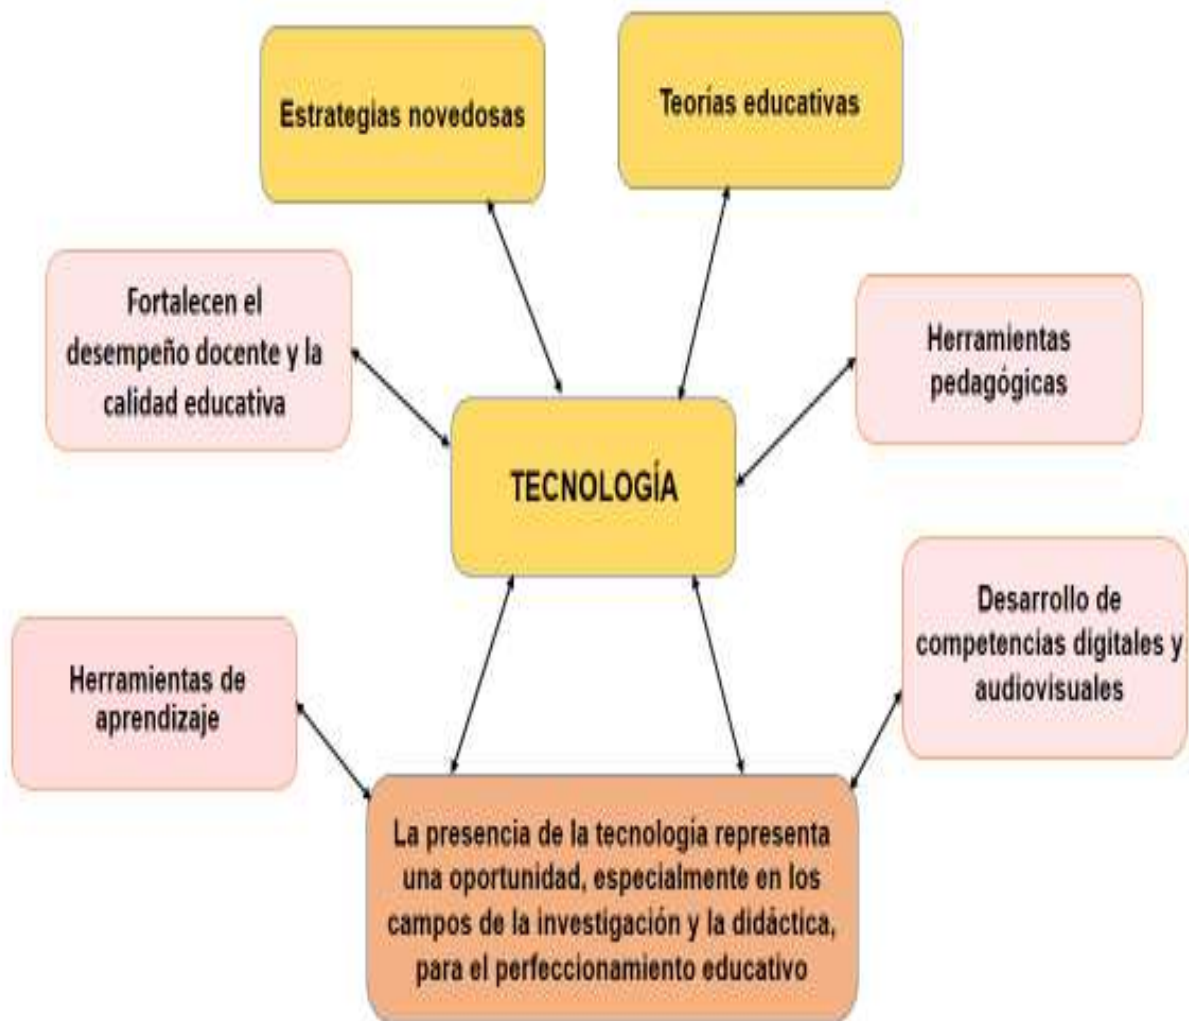 Estrategias novedosas
Teorías educativas
Fortalecen el
desempeño docente y la
calidad educativa
Herramientas
pedagógicas
TECNOLOGÍA
Herramientas de
aprendizaje
Desarrollo de
competencias digitales y
audiovisuales
La presencia de la tecnología representa
una oportunidad, especialmente en los
campos de la investigación y la didáctica,
para el perfeccionamiento educativo